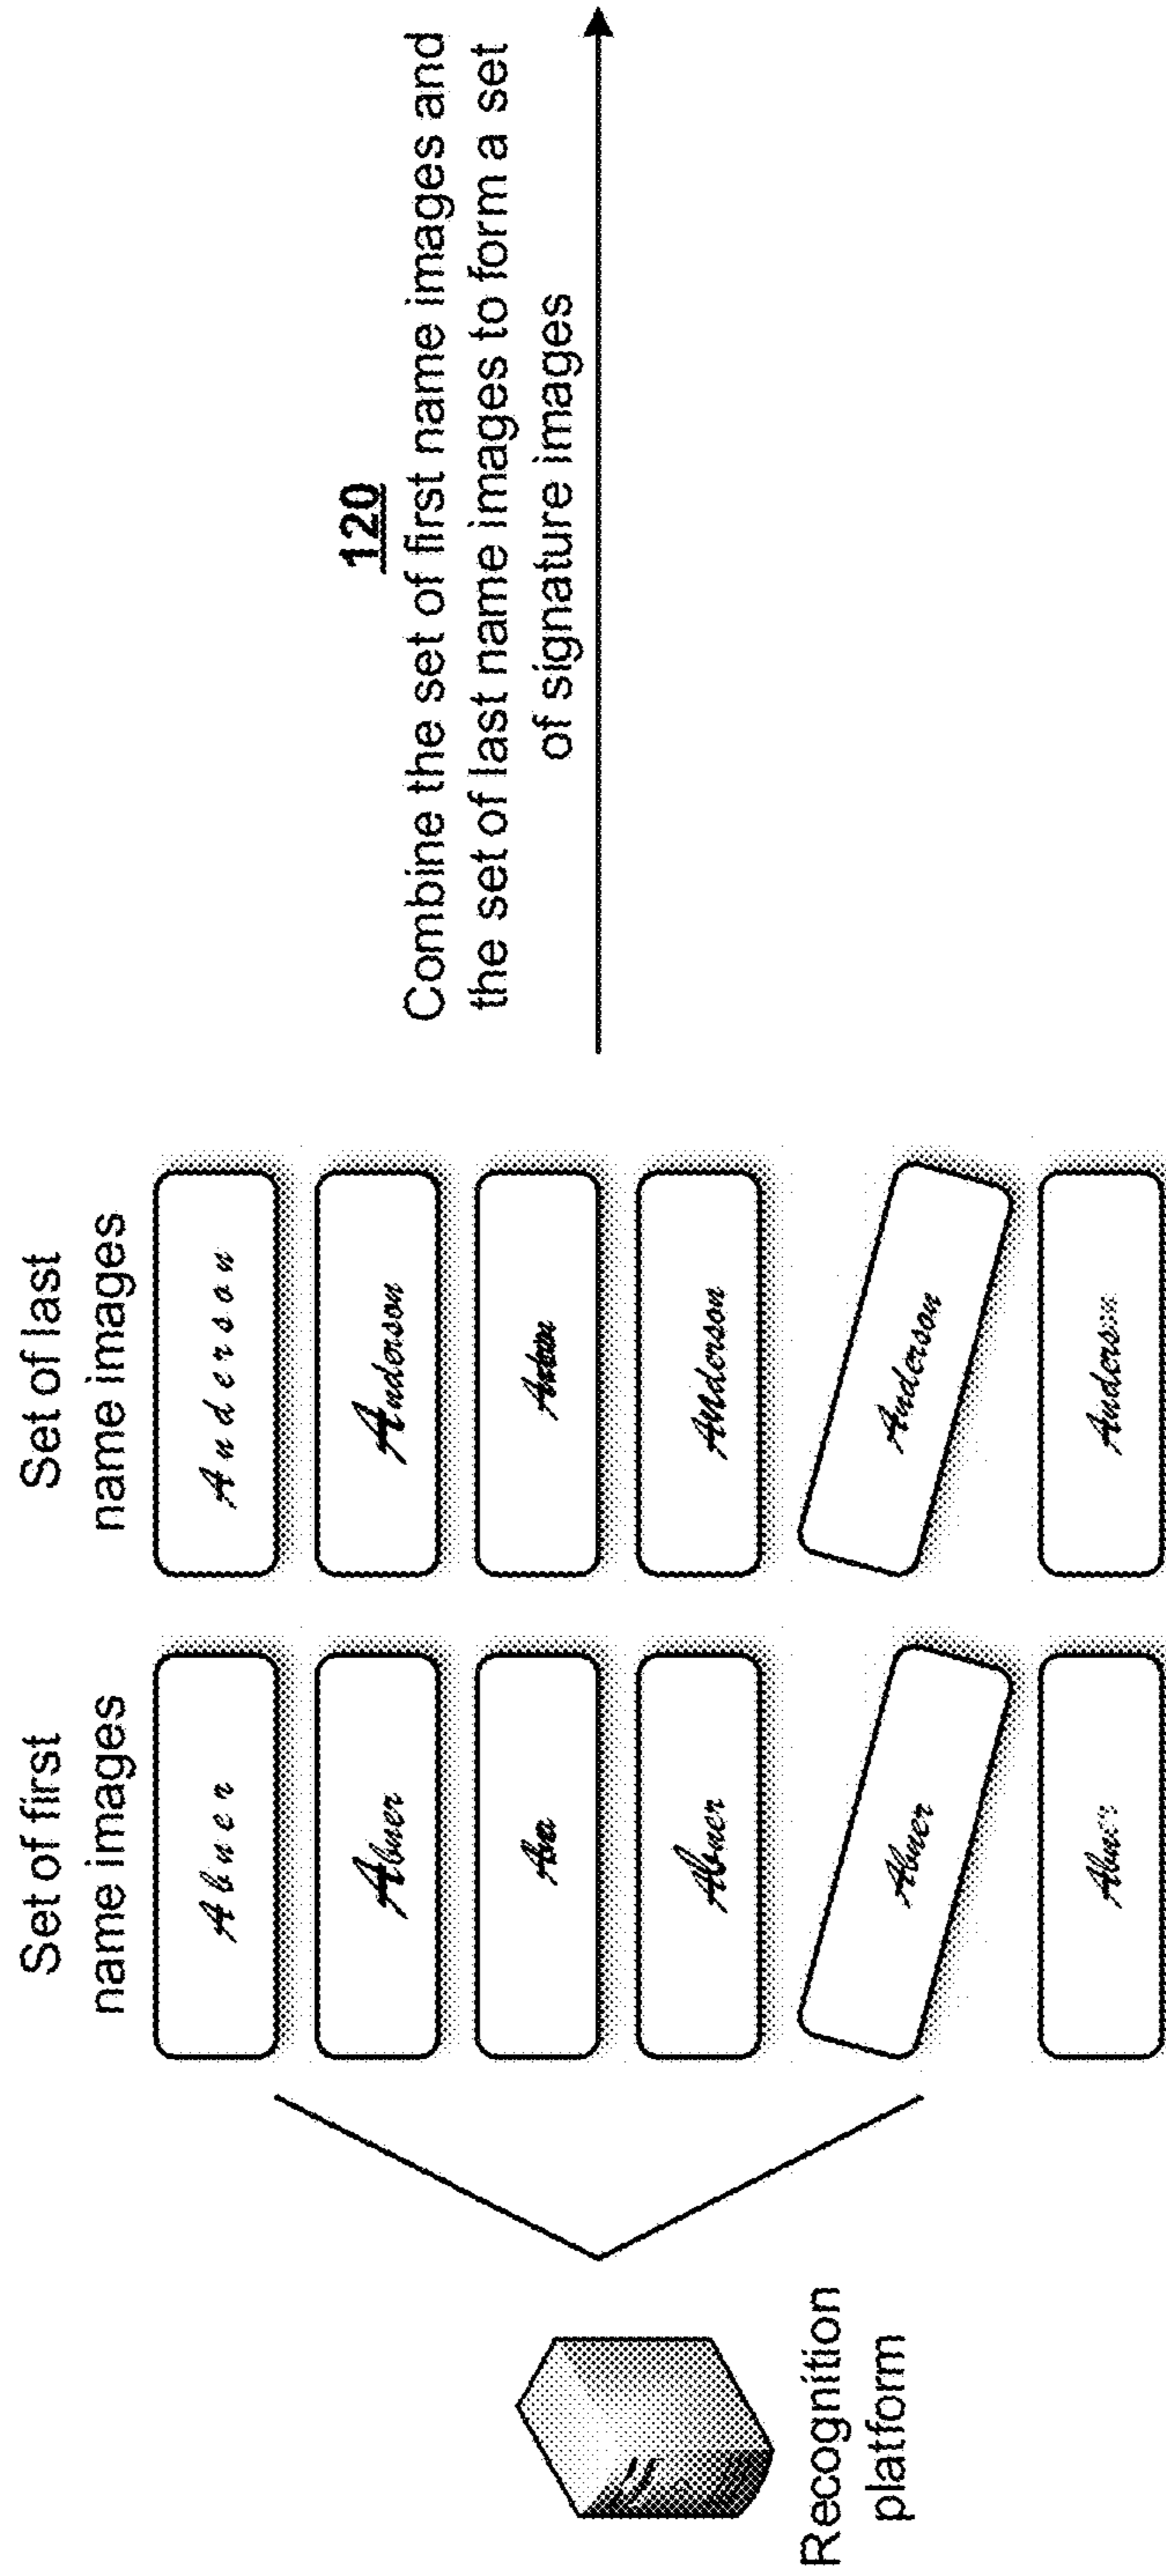 Recognition
platform
Set of first
name images
Abner
Abner
Abner
Abner
Set of last
name images
Anderson
Anderson
Anderson
Anderson
120
Combine the set of first name images and
the set of last name images to form a set
of signature images